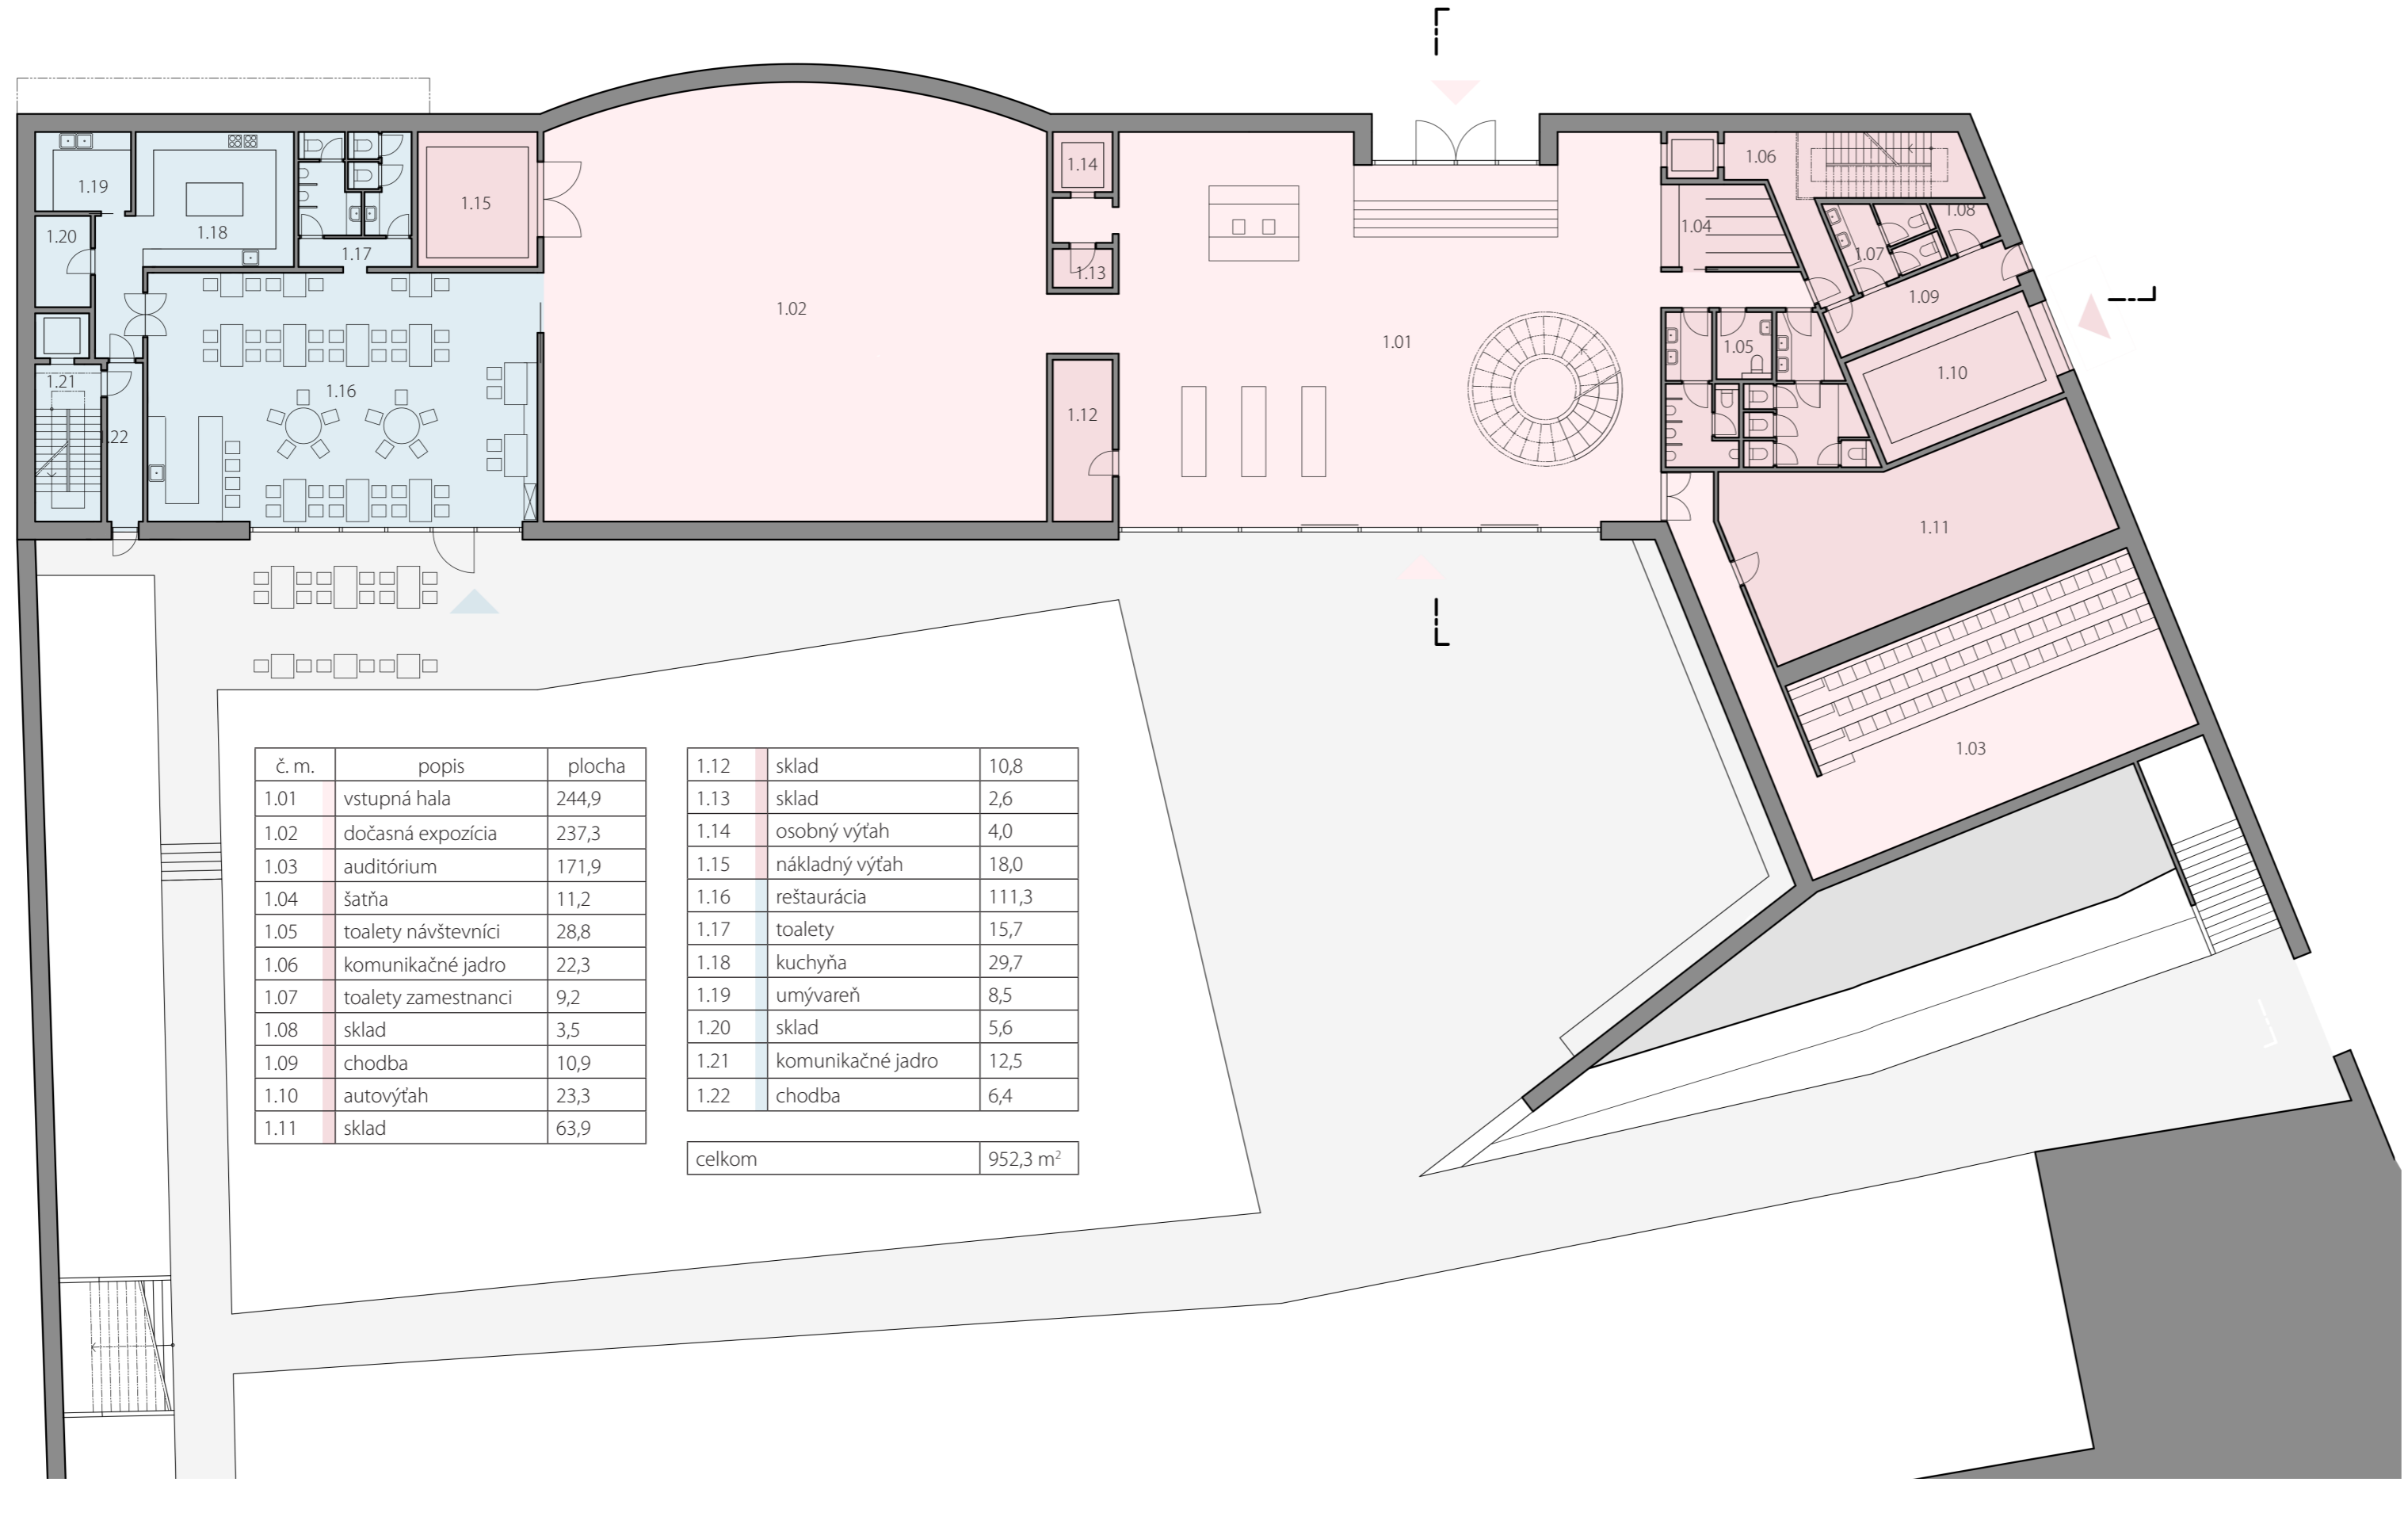 1.14
1.06
1.19
1.15
1.08
1.18
1.04
1.20
1.17
1.07
1.13
1.09
1.02
1.01
1.05
1.10
1.21
1.16
1.12
1.22
1.11
1.03
č. m. popis plocha
1.01 vstupná hala 244,9
1.02 dočasná expozícia 237,3
1.03 auditórium 171,9
1.04 šatňa 11,2
1.05 toalety návštevníci 28,8
1.06 komunikačné jadro 22,3
1.07 toalety zamestnanci 9,2
1.08 sklad 3,5
1.09 chodba 10,9
1.10 autovýťah 23,3
1.11 sklad 63,9
1.12 sklad 10,8
1.13 sklad 2,6
1.14 osobný výťah 4,0
1.15 nákladný výťah 18,0
1.16 reštaurácia 111,3
1.17 toalety 15,7
1.18 kuchyňa 29,7
1.19 umývareň 8,5
1.20 sklad 5,6
1.21 komunikačné jadro 12,5
1.22 chodba 6,4
celkom 952,3 m²